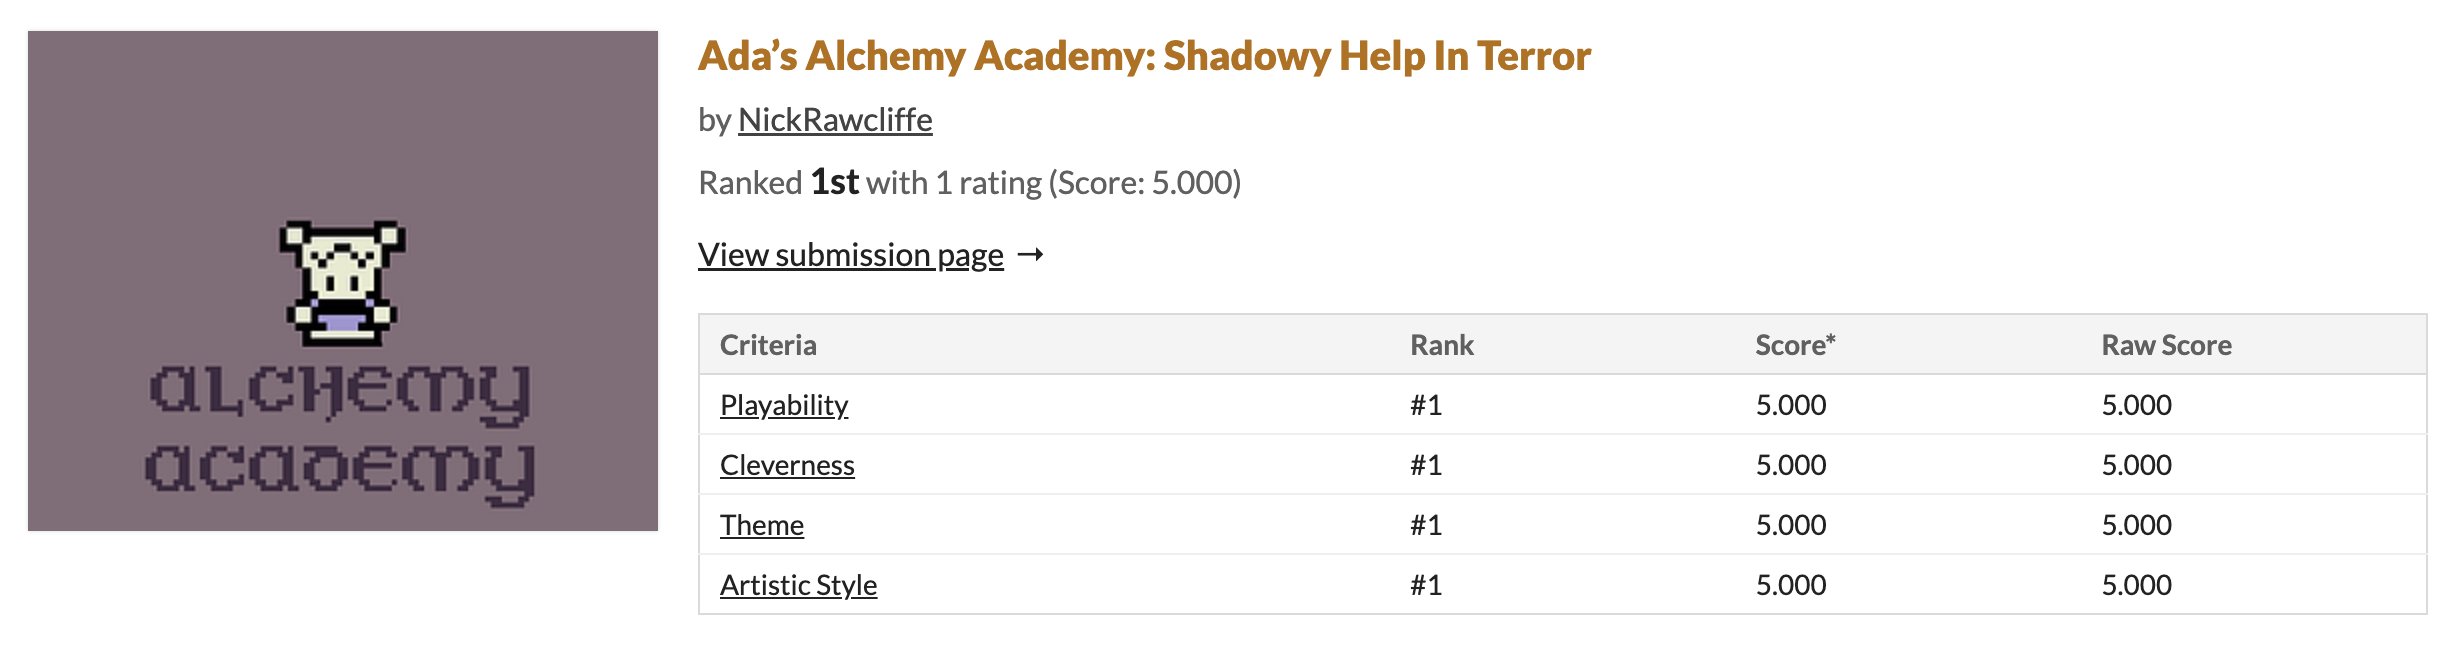 alchemy
academy
Ada’s Alchemy Academy: Shadowy Help In Terror
by NickRawcliffe
Ranked 1st with 1 rating (Score: 5.000)
View submission page →
Criteria Rank Score* Raw Score
Playability #1 5.000 5.000
Cleverness #1 5.000 5.000
Theme #1 5.000 5.000
Artistic Style #1 5.000 5.000